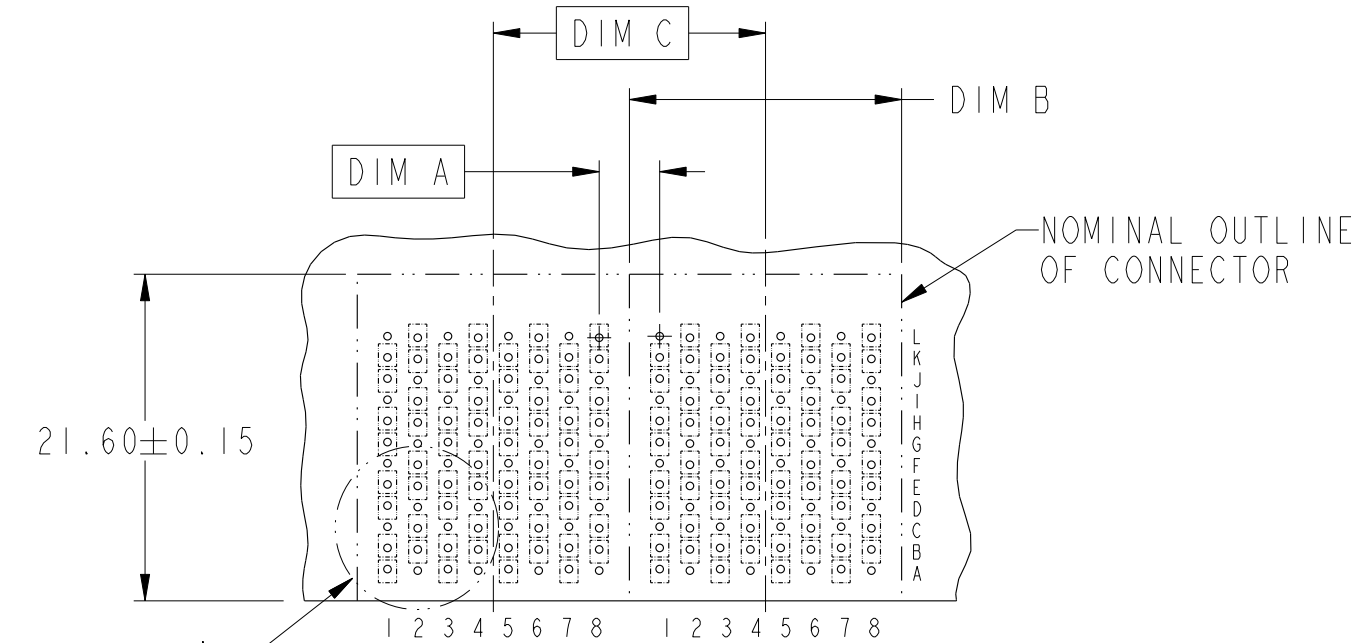 DIM C
DIM B
DIM A
NOMINAL OUTLINE
OF CONNECTOR
21.60±0.15
L
K
J
I
H
G
F
E
D
C
B
A
1 2 3 4 5 6 7 8 1 2 3 4 5 6 7 8